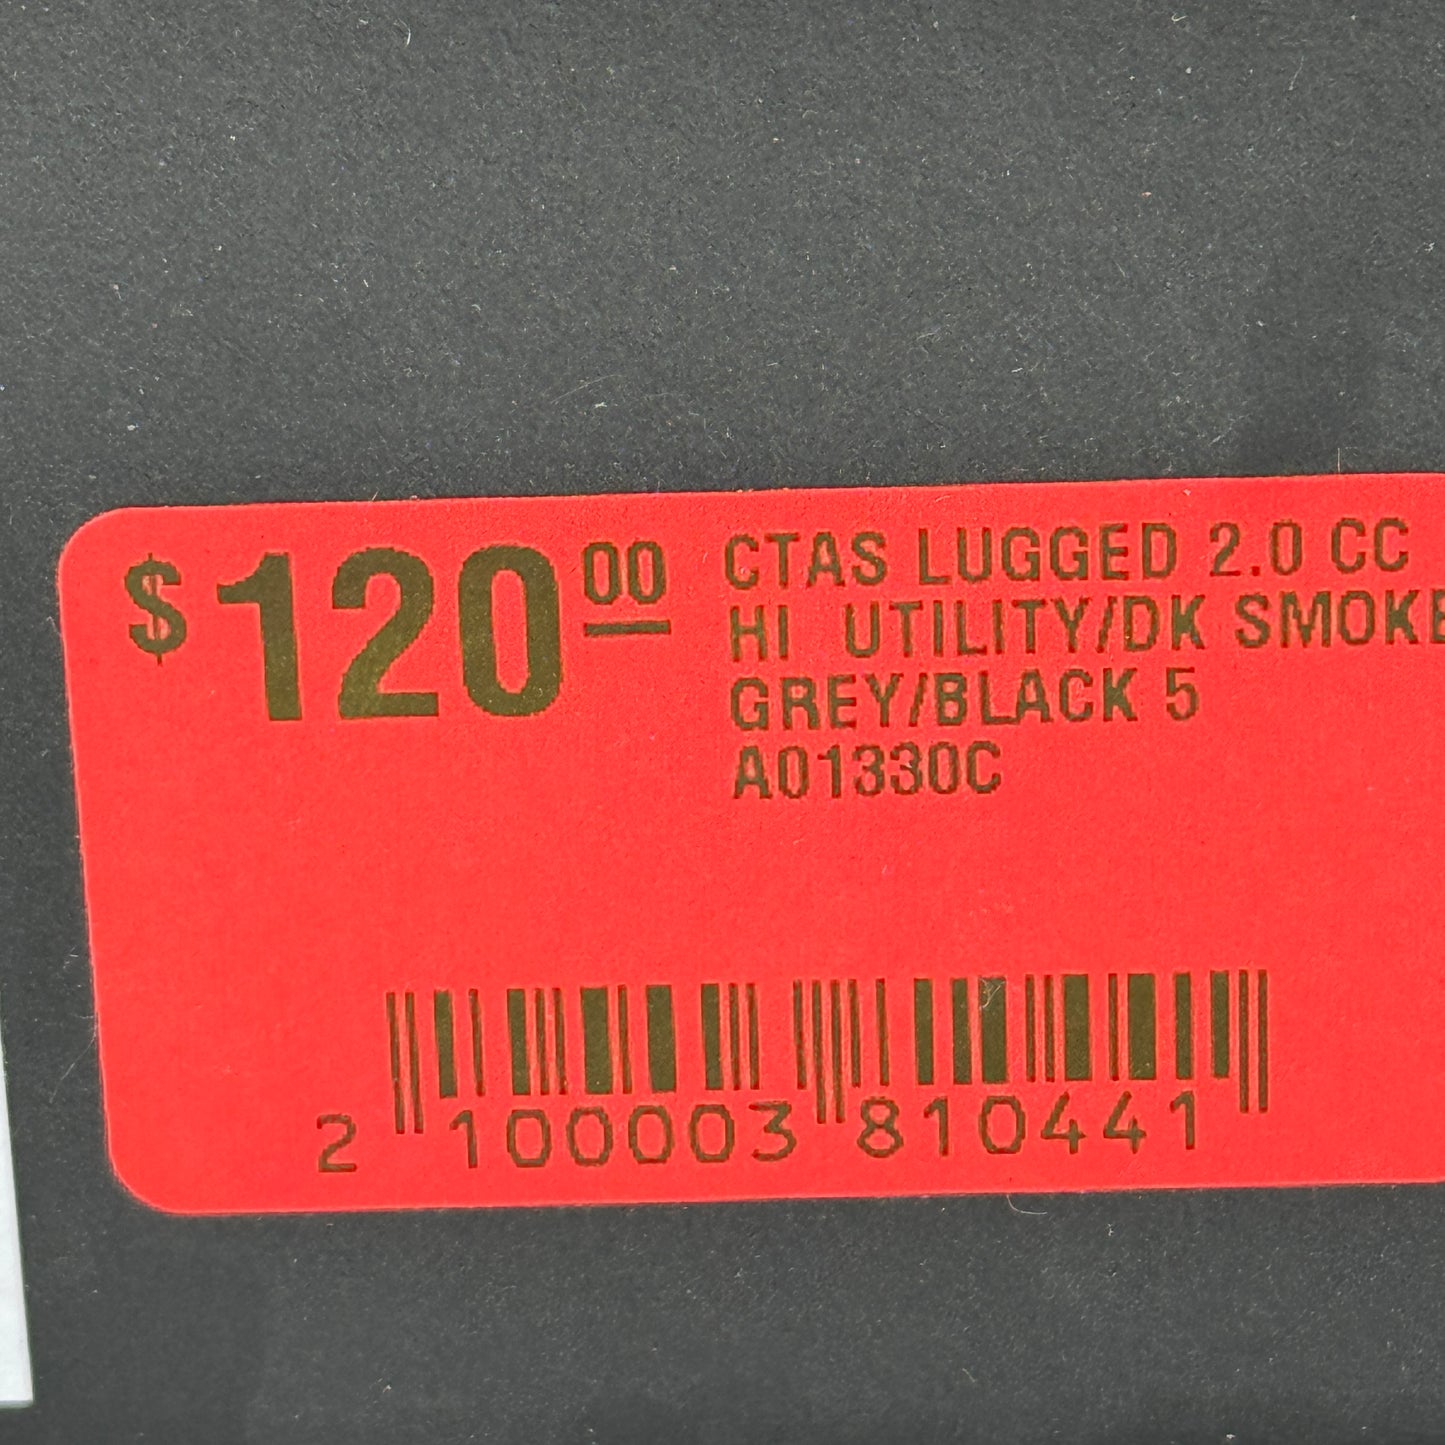 $120.00
CTAS LUGGED 2.0 CC
HI UTILITY/DK SMOKE
GREY/BLACK 5
A01330C
2 100003 810441